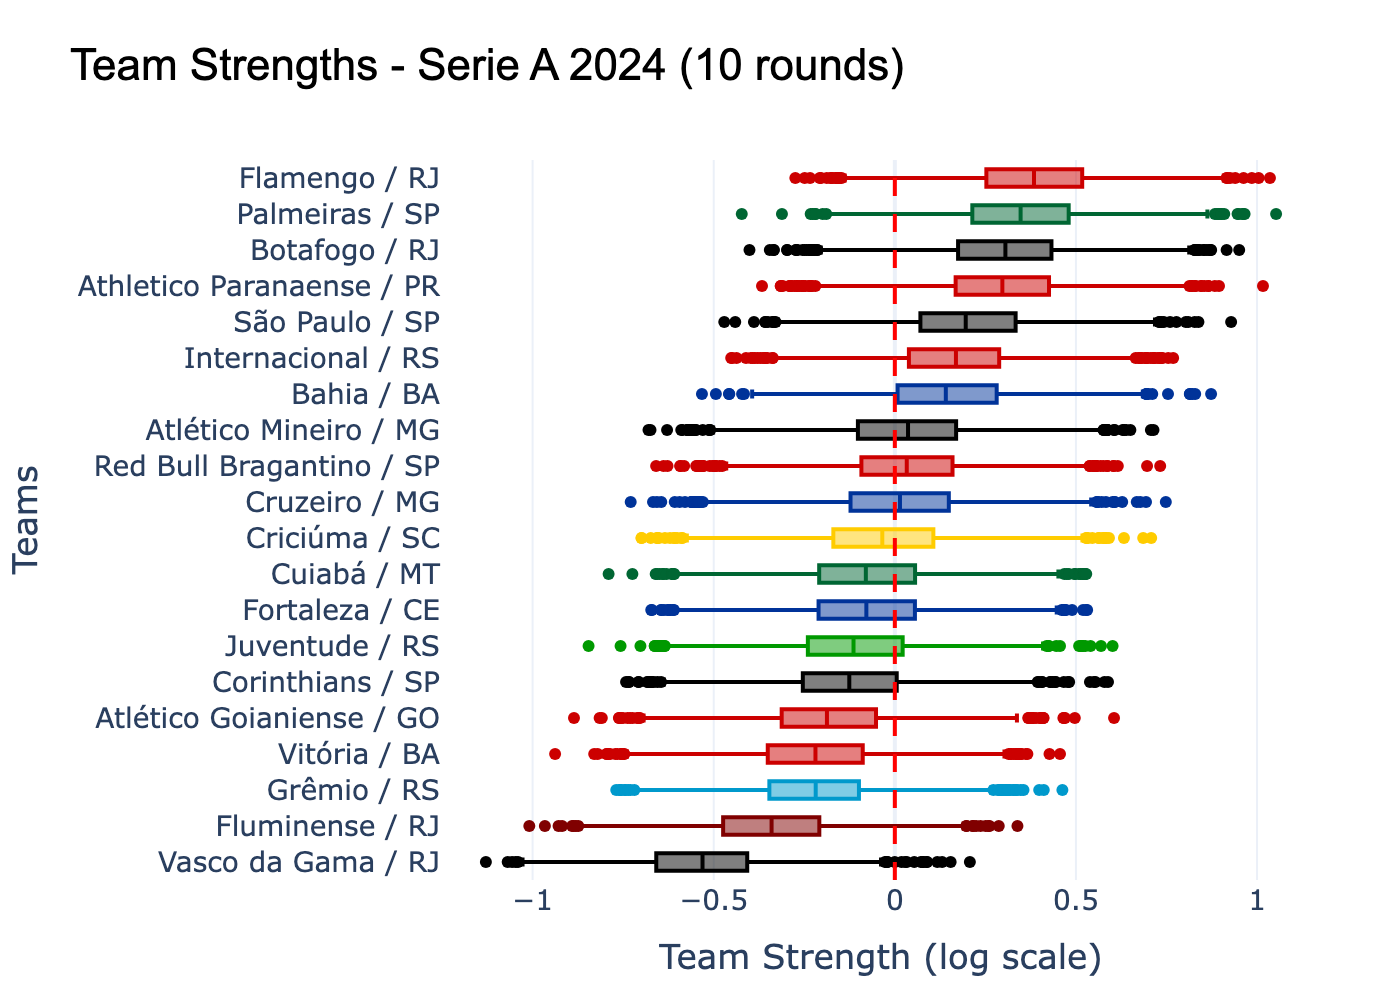 Team Strengths - Serie A 2024 (10 rounds)
Flamengo / RJ
Palmeiras / SP
Botafogo / RJ
Athletico Paranaense / PR
São Paulo / SP
Internacional / RS
Bahia / BA
Atlético Mineiro / MG
Red Bull Bragantino / SP
Cruzeiro / MG
Criciúma / SC
Cuiabá / MT
Fortaleza / CE
Juventude / RS
Corinthians / SP
Atlético Goianiense / GO
Vitória / BA
Grêmio / RS
Fluminense / RJ
Vasco da Gama / RJ
Teams
−1 −0.5 0 0.5 1
Team Strength (log scale)